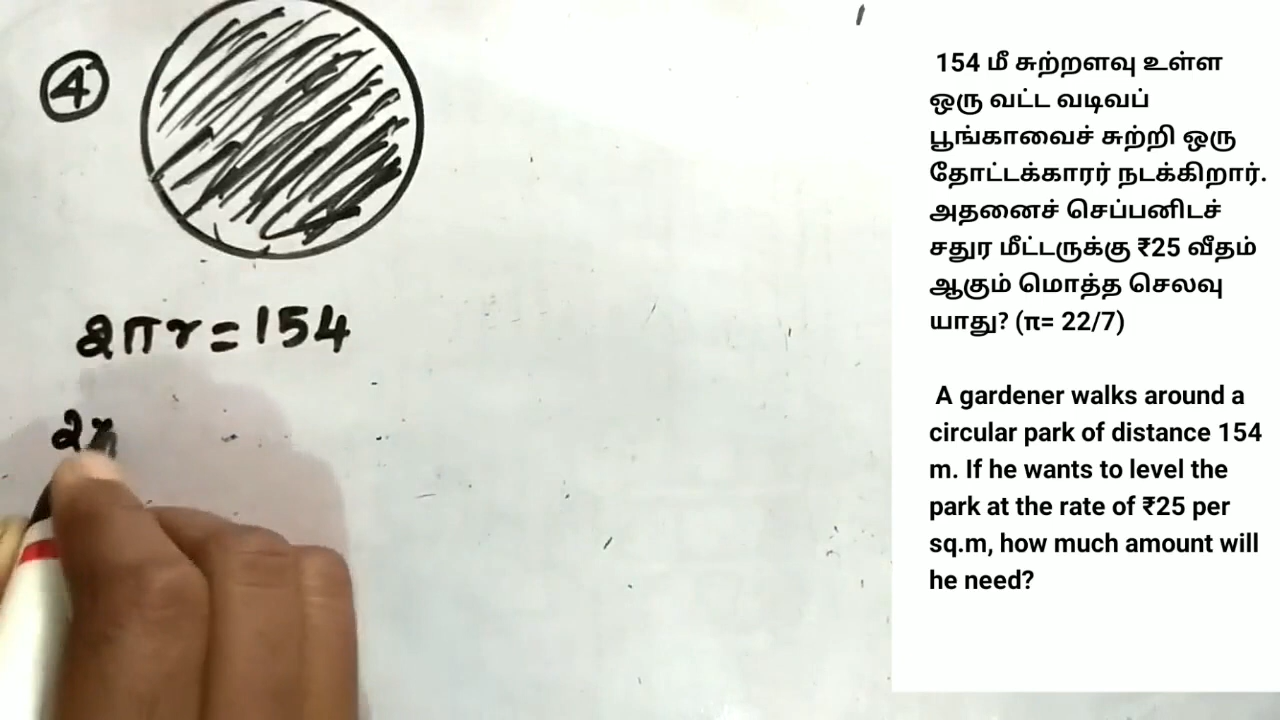 4
2πr=154
2×
154 மீ சுற்றளவு உள்ள
ஒரு வட்ட வடிவப்
பூங்காவைச் சுற்றி ஒரு
தோட்டக்காரர் நடக்கிறார்.
அதனைச் செப்பனிடச்
சதுர மீட்டருக்கு ₹25 வீதம்
ஆகும் மொத்த செலவு
யாது? (π= 22/7)
A gardener walks around a
circular park of distance 154
m. If he wants to level the
park at the rate of ₹25 per
sq.m, how much amount will
he need?